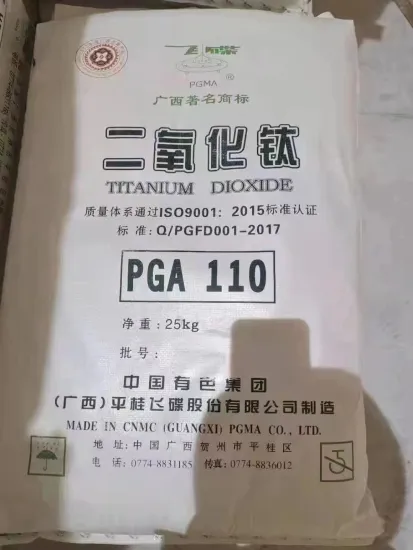 PGMA ®
广西著名商标
二氧化钛
TITANIUM DIOXIDE
质量体系通过ISO9001：2015标准认证
标 准：Q/PGFD001-2017
PGA 110
净 重：25kg
批 号：
中国有色集团
（广西）平桂飞碟股份有限公司制造
MADE IN CNMC (GUANGXI) PGMA CO., LTD.
地 址：中国广西贺州市平桂区
电 话：0774-8831185 传真：0774-8836012